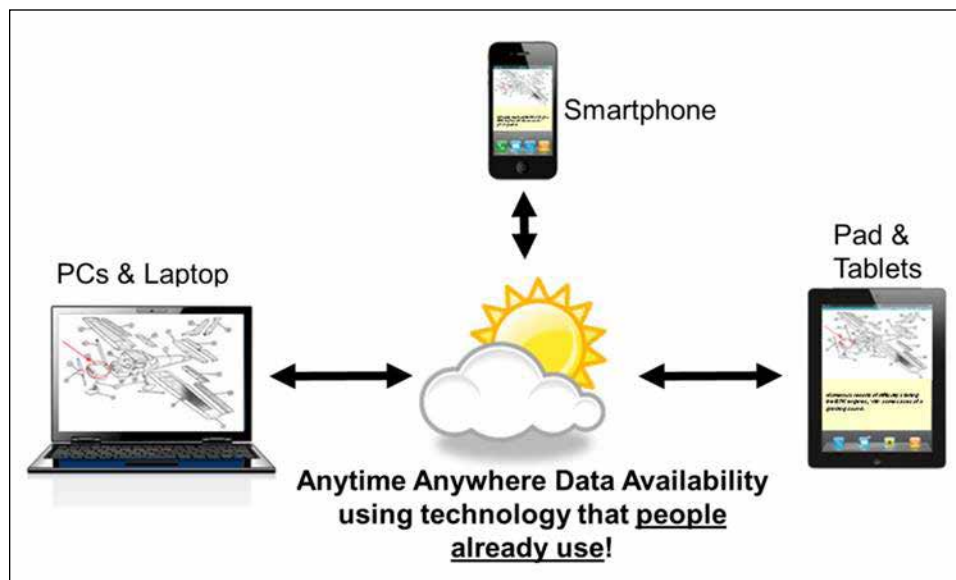 Smartphone
Pad &
Tablets
PCs & Laptop
Anytime Anywhere Data Availability
using technology that people
already use!